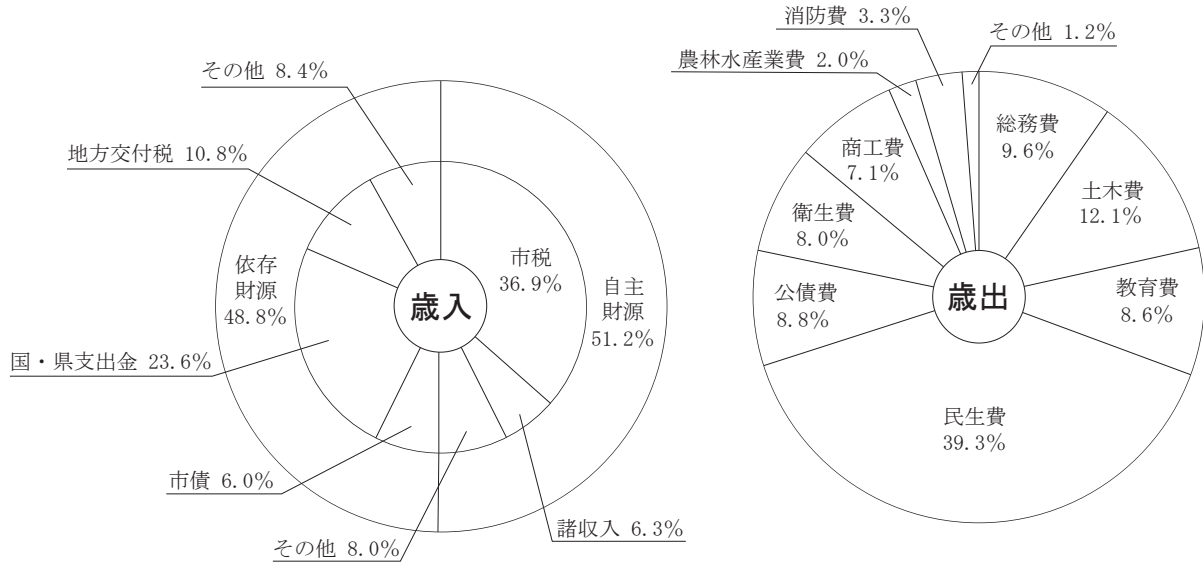 その他 8.4%
地方交付税 10.8%
依存
財源
48.8%
国・県支出金 23.6%
市債 6.0%
その他 8.0%
諸収入 6.3%
市税
36.9%
自主
財源
51.2%
歳入
消防費 3.3%
農林水産業費 2.0%
その他 1.2%
総務費
9.6%
土木費
12.1%
教育費
8.6%
民生費
39.3%
公債費
8.8%
衛生費
8.0%
商工費
7.1%
歳出